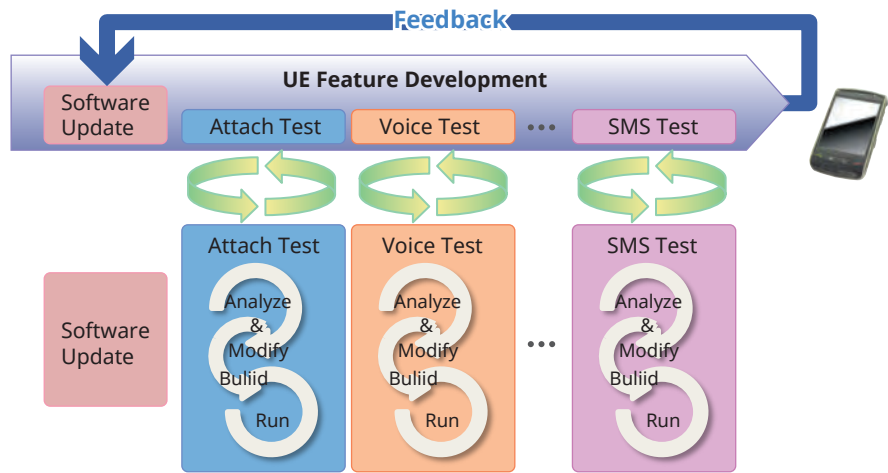 Feedback
UE Feature Development
Software
Update
Attach Test
Voice Test
•••
SMS Test
Attach Test
Voice Test
SMS Test
Software
Update
Analyze
&
Modify
Buliid
Run
Analyze
&
Modify
Buliid
Run
•••
Analyze
&
Modify
Buliid
Run